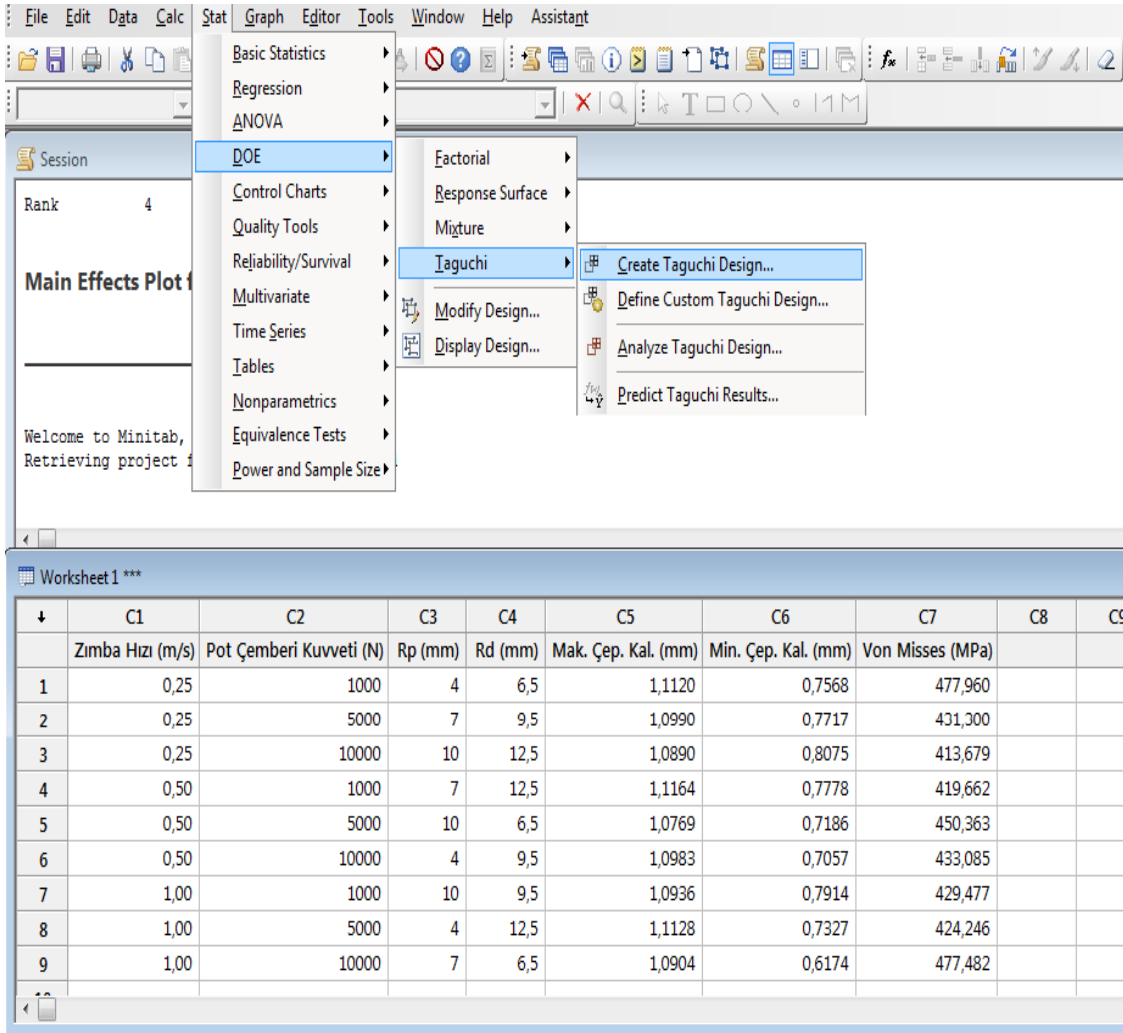 File Edit Data Calc Stat Graph Editor Tools Window Help Assistant
Basic Statistics
Regression
ANOVA
DOE
Control Charts
Quality Tools
Reliability/Survival
Multivariate
Time Series
Tables
Nonparametrics
Equivalence Tests
Power and Sample Size
Factorial
Response Surface
Mixture
Taguchi
Modify Design...
Display Design...
Create Taguchi Design...
Define Custom Taguchi Design...
Analyze Taguchi Design...
Predict Taguchi Results...
Session
Rank 4
Main Effects Plot f
Welcome to Minitab,
Retrieving project f
Worksheet 1 ***
C1 C2 C3 C4 C5 C6 C7 C8 C9
Zımba Hızı (m/s) Pot Çemberi Kuvveti (N) Rp (mm) Rd (mm) Mak. Çep. Kal. (mm) Min. Çep. Kal. (mm) Von Misses (MPa)
1 0,25 1000 4 6,5 1,1120 0,7568 477,960
2 0,25 5000 7 9,5 1,0990 0,7717 431,300
3 0,25 10000 10 12,5 1,0890 0,8075 413,679
4 0,50 1000 7 12,5 1,1164 0,7778 419,662
5 0,50 5000 10 6,5 1,0769 0,7186 450,363
6 0,50 10000 4 9,5 1,0983 0,7057 433,085
7 1,00 1000 10 9,5 1,0936 0,7914 429,477
8 1,00 5000 4 12,5 1,1128 0,7327 424,246
9 1,00 10000 7 6,5 1,0904 0,6174 477,482